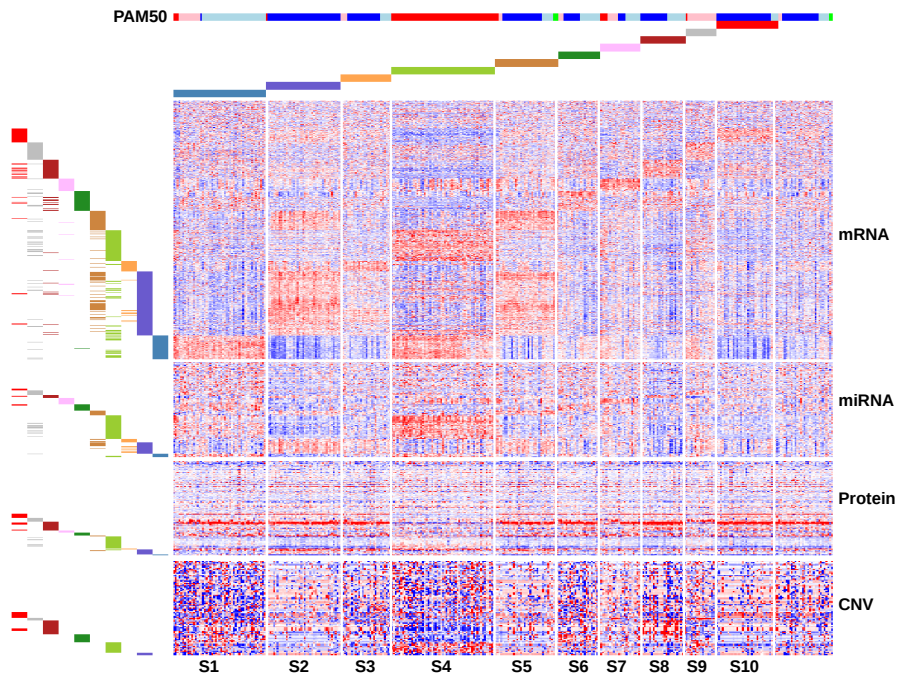 PAM50
mRNA
miRNA
Protein
CNV
S1 S2 S3 S4 S5 S6 S7 S8 S9 S10